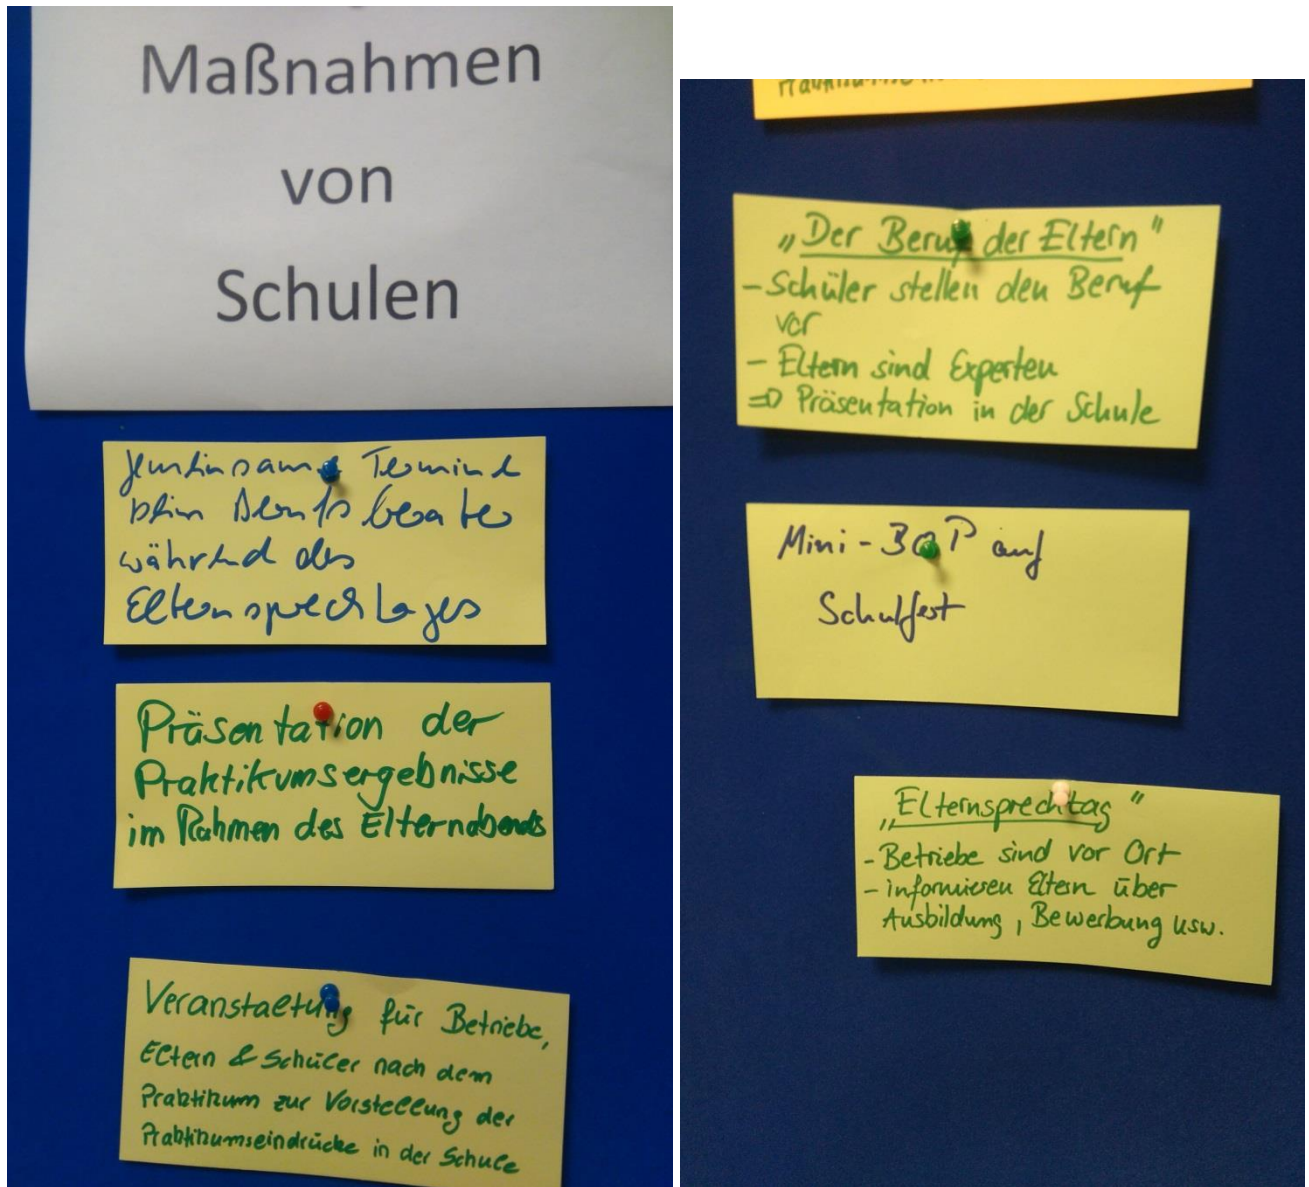 Maßnahmen
von
Schulen
gemeinsame Termine
beim Berufsberater
während des
Elternsprechtages
Präsentation der
Praktikumsergebnisse
im Rahmen des Elternabends
Veranstaltung für Betriebe,
Eltern & Schüler nach dem
Praktikum zur Vorstellung der
Praktikumseindrücke in der Schule
„Der Beruf der Eltern"
- Schüler stellen den Beruf
vor
- Eltern sind Experten
⇒ Präsentation in der Schule
Mini-BOP auf
Schulfest
„Elternsprechtag"
- Betriebe sind vor Ort
- informieren Eltern über
Ausbildung, Bewerbung usw.